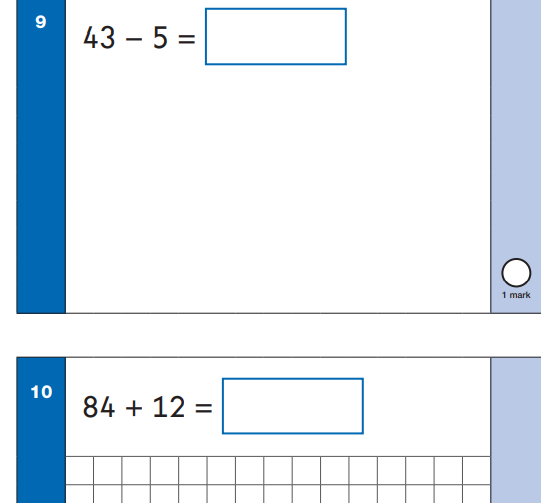 9
43 – 5 =
1 mark
10
84 + 12 =